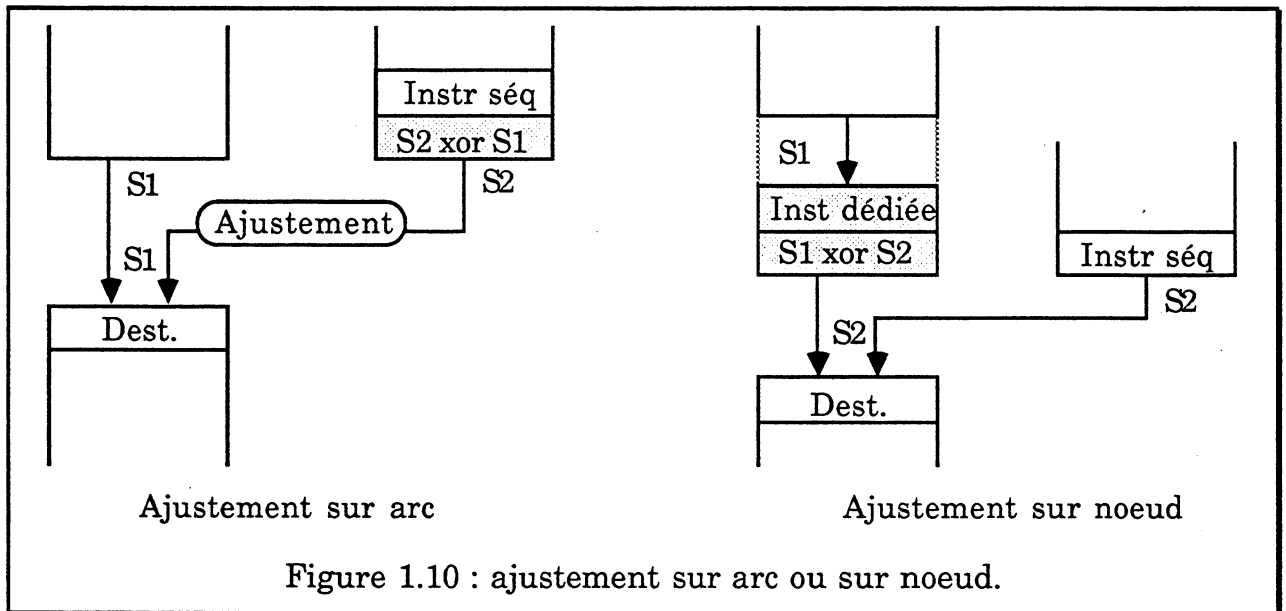 Instr séq
S2 xor S1
S1
S2
Ajustement
S1
Dest.
Ajustement sur arc
S1
Inst dédiée
S1 xor S2
Instr séq
S2
S2
Dest.
Ajustement sur noeud
Figure 1.10 : ajustement sur arc ou sur noeud.